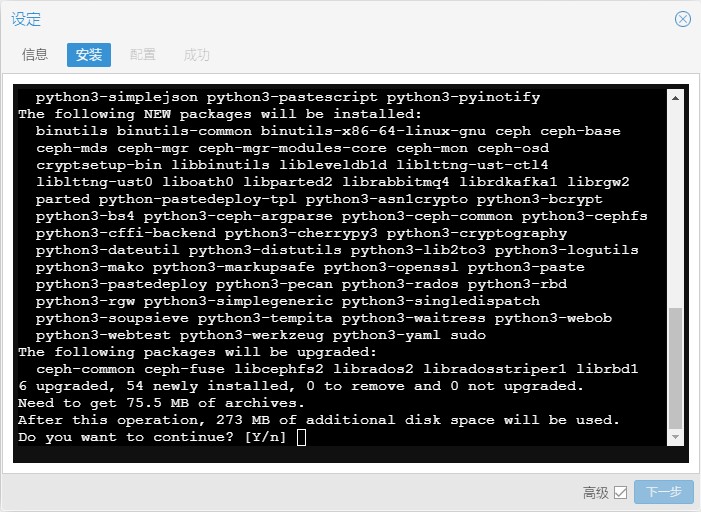 设定
信息 安装 配置 成功
python3-simplejson python3-pastescript python3-pyinotify
The following NEW packages will be installed:
binutils binutils-common binutils-x86-64-linux-gnu ceph ceph-base
ceph-mds ceph-mgr ceph-mgr-modules-core ceph-mon ceph-osd
cryptsetup-bin libbinutils libleveldb1d liblttng-ust-ctl4
liblttng-ust0 liboath0 libparted2 librabbitmq4 librdkafka1 librgw2
parted python-pastedeploy-tpl python3-asn1crypto python3-bcrypt
python3-bs4 python3-ceph-argparse python3-ceph-common python3-cephfs
python3-cffi-backend python3-cherrypy3 python3-cryptography
python3-dateutil python3-distutils python3-lib2to3 python3-logutils
python3-mako python3-markupsafe python3-openssl python3-paste
python3-pastedeploy python3-pecan python3-rados python3-rbd
python3-rgw python3-simplegeneric python3-singledispatch
python3-soupsieve python3-tempita python3-waitress python3-webob
python3-webtest python3-werkzeug python3-yaml sudo
The following packages will be upgraded:
ceph-common ceph-fuse libcephfs2 librados2 libradosstriper1 librbd1
6 upgraded, 54 newly installed, 0 to remove and 0 not upgraded.
Need to get 75.5 MB of archives.
After this operation, 273 MB of additional disk space will be used.
Do you want to continue? [Y/n]
高级 下一步